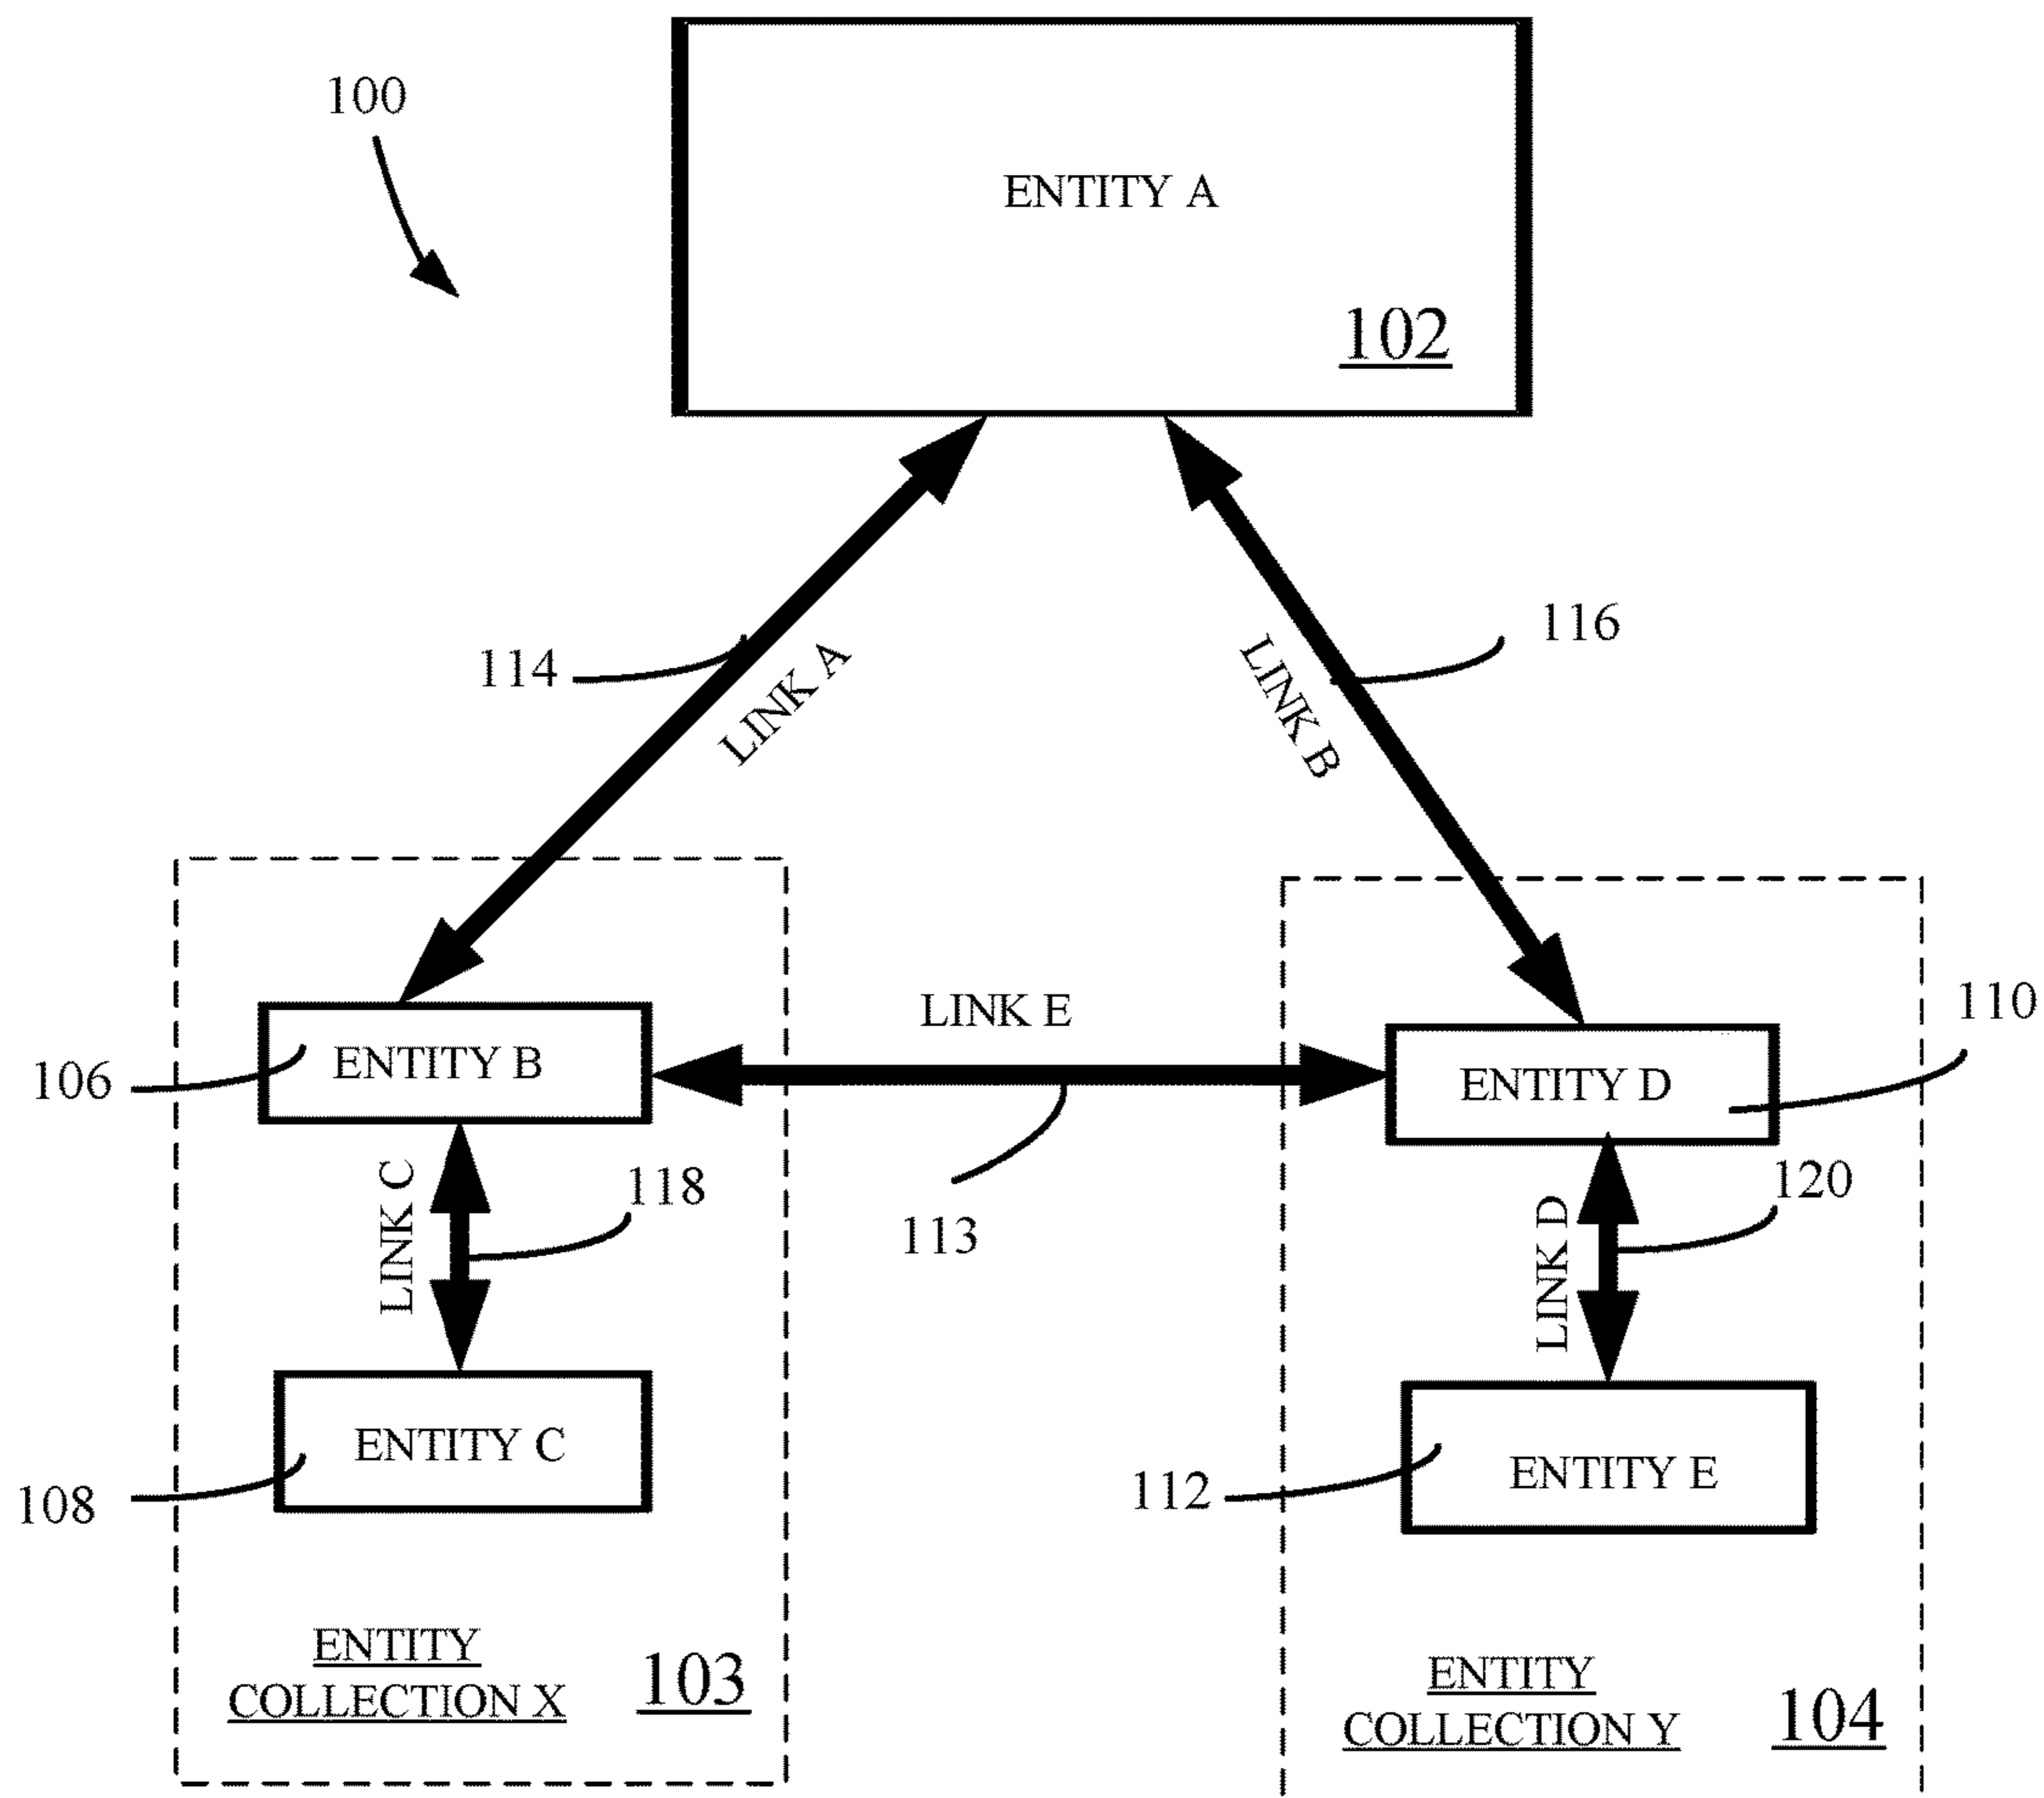 100
ENTITY A
102
114
LINK A
LINK B
116
LINK E
110
106
ENTITY B
ENTITY D
LINK C
118
113
LINK D
120
108
ENTITY C
112
ENTITY E
ENTITY
COLLECTION X
103
ENTITY
COLLECTION Y
104